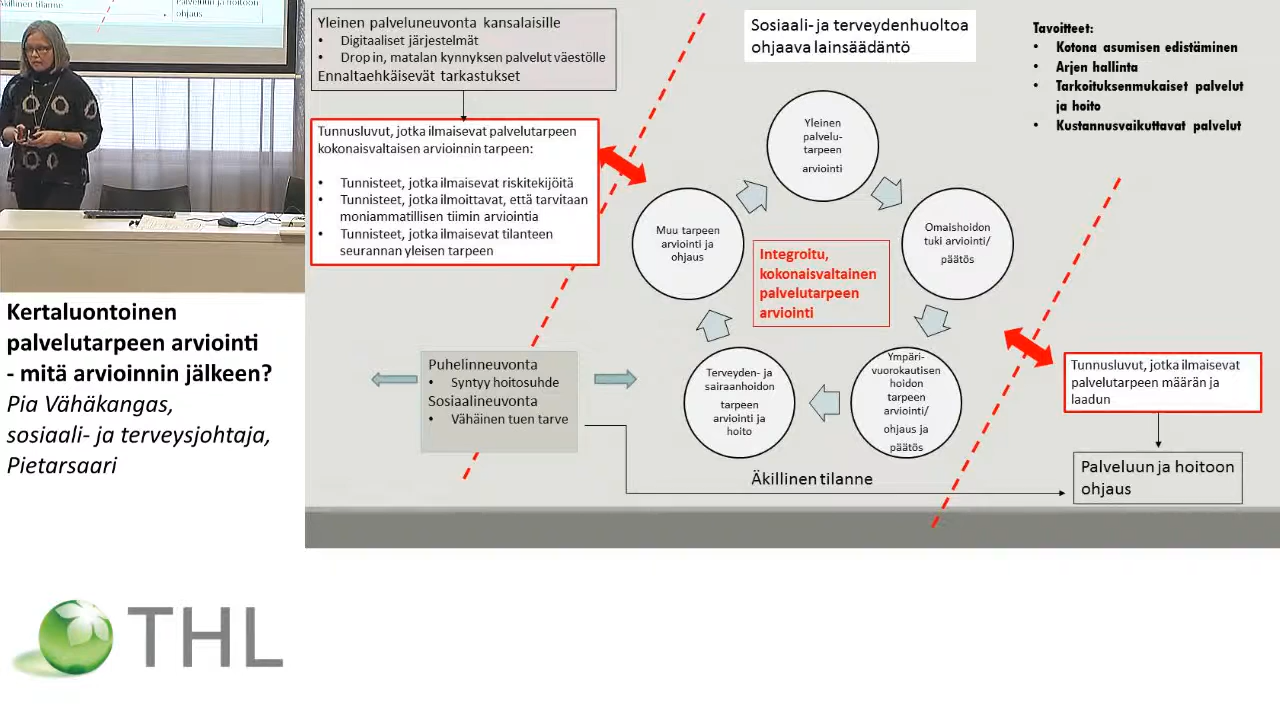 äkillinen tilanne
Palveluun ja hoitoon
ohjaus
Kertaluontoinen
palvelutarpeen arviointi
- mitä arvioinnin jälkeen?
Pia Vähäkangas,
sosiaali- ja terveysjohtaja,
Pietarsaari
THL
Yleinen palveluneuvonta kansalaisille
• Digitaaliset järjestelmät
• Drop in, matalan kynnyksen palvelut väestölle
Ennaltaehkäisevät tarkastukset
Tunnusluvut, jotka ilmaisevat palvelutarpeen
kokonaisvaltaisen arvioinnin tarpeen:
• Tunnisteet, jotka ilmaisevat riskitekijöitä
• Tunnisteet, jotka ilmoittavat, että tarvitaan
moniammatillisen tiimin arviointia
• Tunnisteet, jotka ilmaisevat tilanteen
seurannan yleisen tarpeen
Puhelinneuvonta
• Syntyy hoitosuhde
Sosiaalineuvonta
• Vähäinen tuen tarve
Sosiaali- ja terveydenhuoltoa
ohjaava lainsäädäntö
Yleinen
palvelu-
tarpeen
arviointi
Omaishoidon
tuki arviointi/
päätös
Ympäri-
vuorokautisen
hoidon
tarpeen
arviointi/
ohjaus ja
päätös
Terveyden- ja
sairaanhoidon
tarpeen
arviointi ja
hoito
Muu tarpeen
arviointi ja
ohjaus
Integroitu,
kokonaisvaltainen
palvelutarpeen
arviointi
Äkillinen tilanne
Tavoitteet:
• Kotona asumisen edistäminen
• Arjen hallinta
• Tarkoituksenmukaiset palvelut
ja hoito
• Kustannusvaikuttavat palvelut
Tunnusluvut, jotka ilmaisevat
palvelutarpeen määrän ja
laadun
Palveluun ja hoitoon
ohjaus